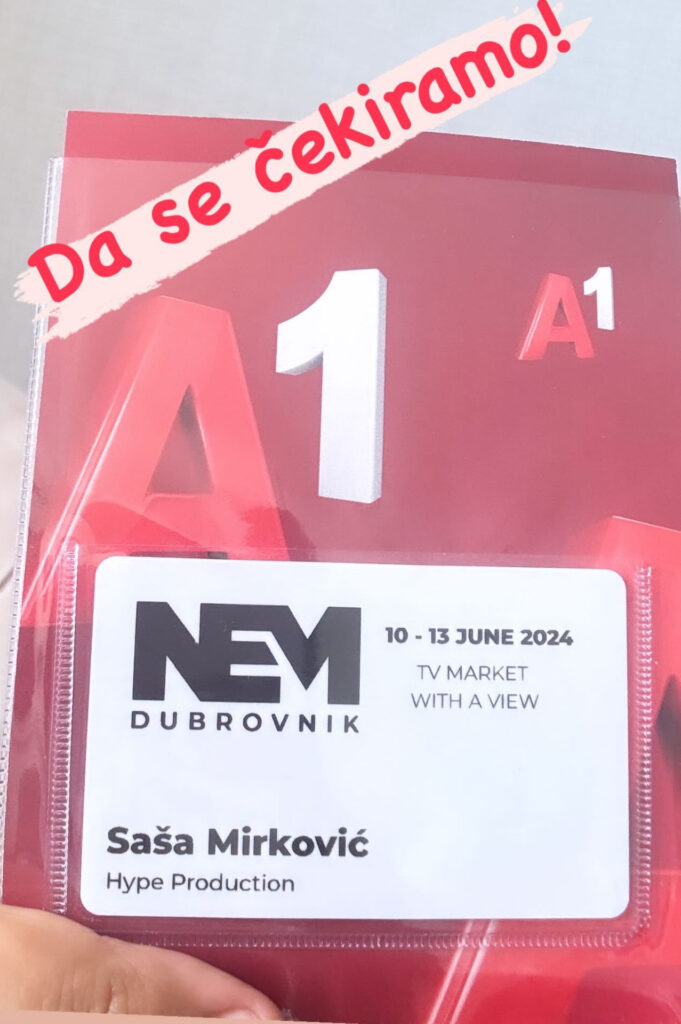 Da se čekiramo!
A1
A1
NEM
DUBROVNIK
10 - 13 JUNE 2024
TV MARKET
WITH A VIEW
Saša Mirković
Hype Production